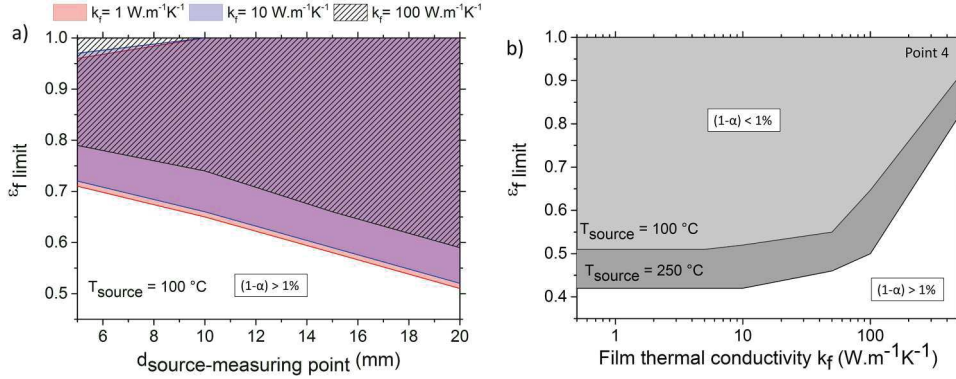 k_f= 1 W.m⁻¹K⁻¹ k_f= 10 W.m⁻¹K⁻¹ k_f= 100 W.m⁻¹K⁻¹
a)
1.0
0.9
0.8
0.7
0.6
0.5
ε_f limit
T_source = 100 °C
(1-α) > 1%
6 8 10 12 14 16 18 20
d_source-measuring point (mm)
b)
1.0
0.9
0.8
0.7
0.6
0.5
0.4
ε_f limit
Point 4
(1-α) < 1%
T_source = 100 °C
T_source = 250 °C
(1-α) > 1%
1 10 100
Film thermal conductivity k_f (W.m⁻¹K⁻¹)